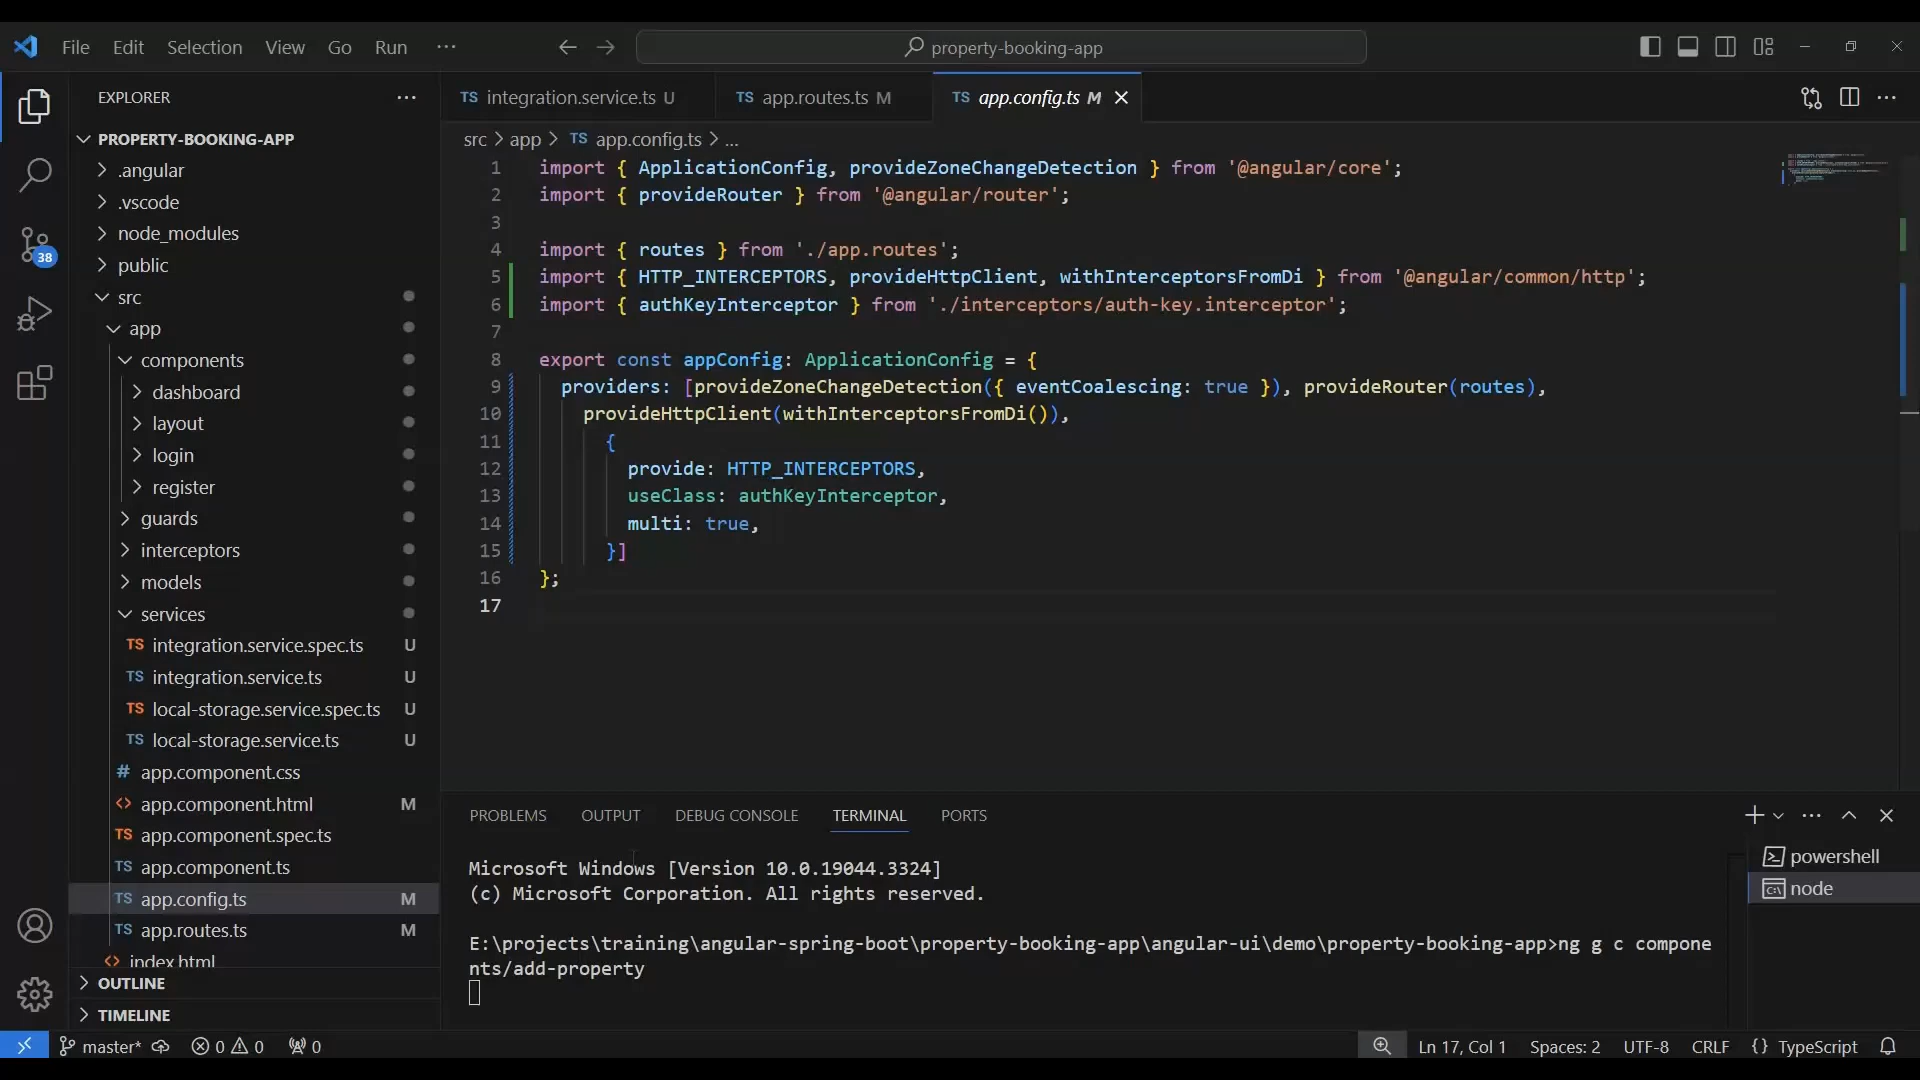 File Edit Selection View Go Run ...
property-booking-app
EXPLORER
PROPERTY-BOOKING-APP
.angular
.vscode
node_modules
public
src
app
components
dashboard
layout
login
register
guards
interceptors
models
services
TS integration.service.spec.ts U
TS integration.service.ts U
TS local-storage.service.spec.ts U
TS local-storage.service.ts U
# app.component.css
<> app.component.html M
TS app.component.spec.ts
TS app.component.ts
TS app.config.ts M
TS app.routes.ts M
<> index.html
OUTLINE
TIMELINE
38
TS integration.service.ts U
TS app.routes.ts M
TS app.config.ts M
src > app > TS app.config.ts > ...
1 import { ApplicationConfig, provideZoneChangeDetection } from '@angular/core';
2 import { provideRouter } from '@angular/router';
3
4 import { routes } from './app.routes';
5 import { HTTP_INTERCEPTORS, provideHttpClient, withInterceptorsFromDi } from '@angular/common/http';
6 import { authKeyInterceptor } from './interceptors/auth-key.interceptor';
7
8 export const appConfig: ApplicationConfig = {
9 providers: [provideZoneChangeDetection({ eventCoalescing: true }), provideRouter(routes),
10 provideHttpClient(withInterceptorsFromDi()),
11 {
12 provide: HTTP_INTERCEPTORS,
13 useClass: authKeyInterceptor,
14 multi: true,
15 }]
16 };
17
PROBLEMS OUTPUT DEBUG CONSOLE TERMINAL PORTS
Microsoft Windows [Version 10.0.19044.3324]
(c) Microsoft Corporation. All rights reserved.
E:\projects\training\angular-spring-boot\property-booking-app\angular-ui\demo\property-booking-app>ng g c compone
nts/add-property
powershell
node
master* 0 0 0
Ln 17, Col 1 Spaces: 2 UTF-8 CRLF {} TypeScript